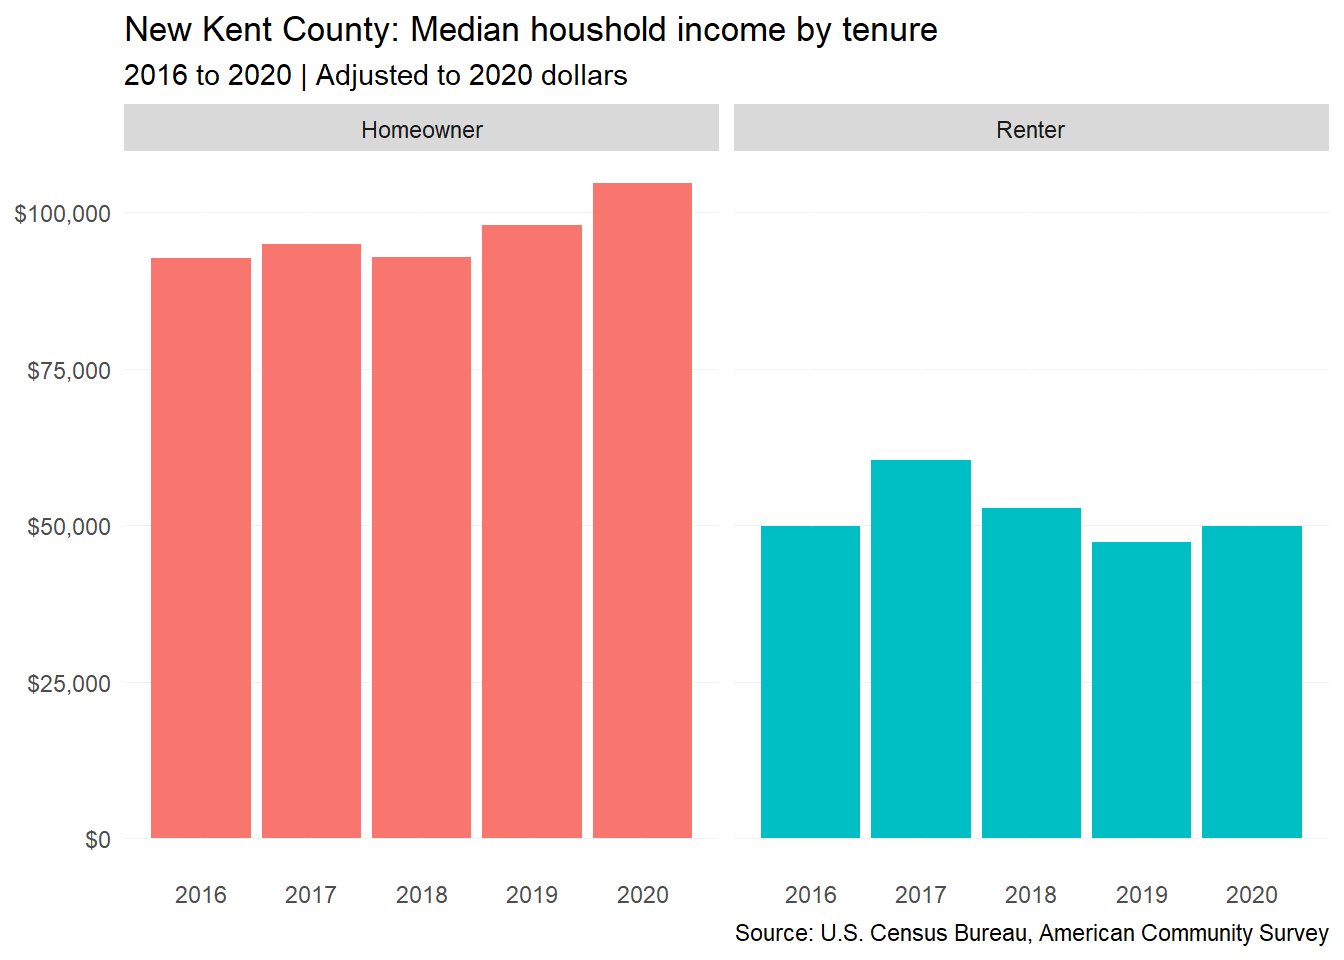 New Kent County: Median houshold income by tenure
2016 to 2020 | Adjusted to 2020 dollars
Homeowner
Renter
$100,000
$75,000
$50,000
$25,000
$0
2016 2017 2018 2019 2020
2016 2017 2018 2019 2020
Source: U.S. Census Bureau, American Community Survey